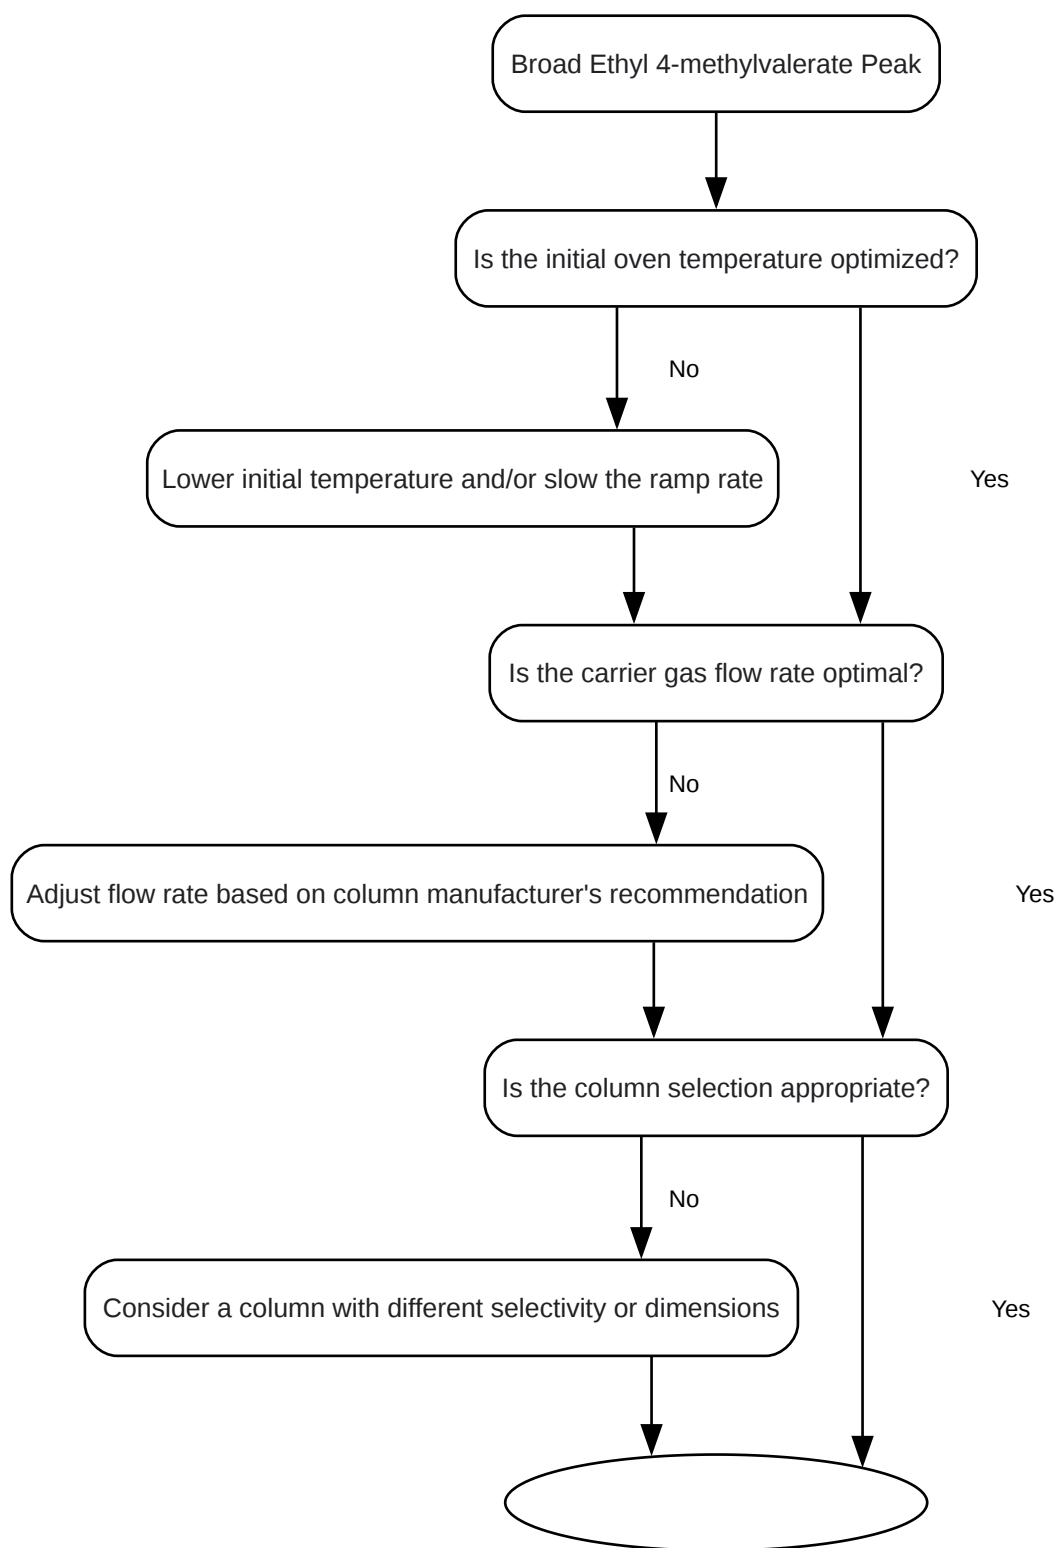 Broad Ethyl 4-methylvalerate Peak
Is the initial oven temperature optimized?
No
Lower initial temperature and/or slow the ramp rate
Yes
Is the carrier gas flow rate optimal?
No
Adjust flow rate based on column manufacturer's recommendation
Yes
Is the column selection appropriate?
No
Consider a column with different selectivity or dimensions
Yes